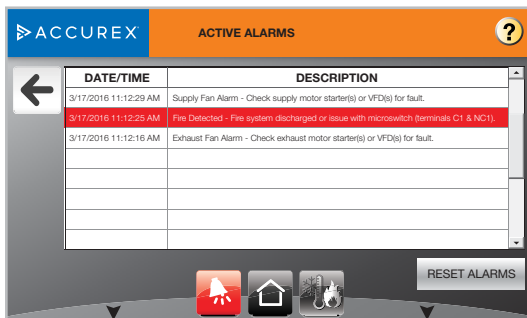 ACCUREX
ACTIVE ALARMS
?
DATE/TIME DESCRIPTION
3/17/2016 11:12:29 AM Supply Fan Alarm - Check supply motor starter(s) or VFD(s) for fault.
3/17/2016 11:12:25 AM Fire Detected - Fire system discharged or issue with microswitch (terminals C1 & NC1).
3/17/2016 11:12:16 AM Exhaust Fan Alarm - Check exhaust motor starter(s) or VFD(s) for fault.
RESET ALARMS